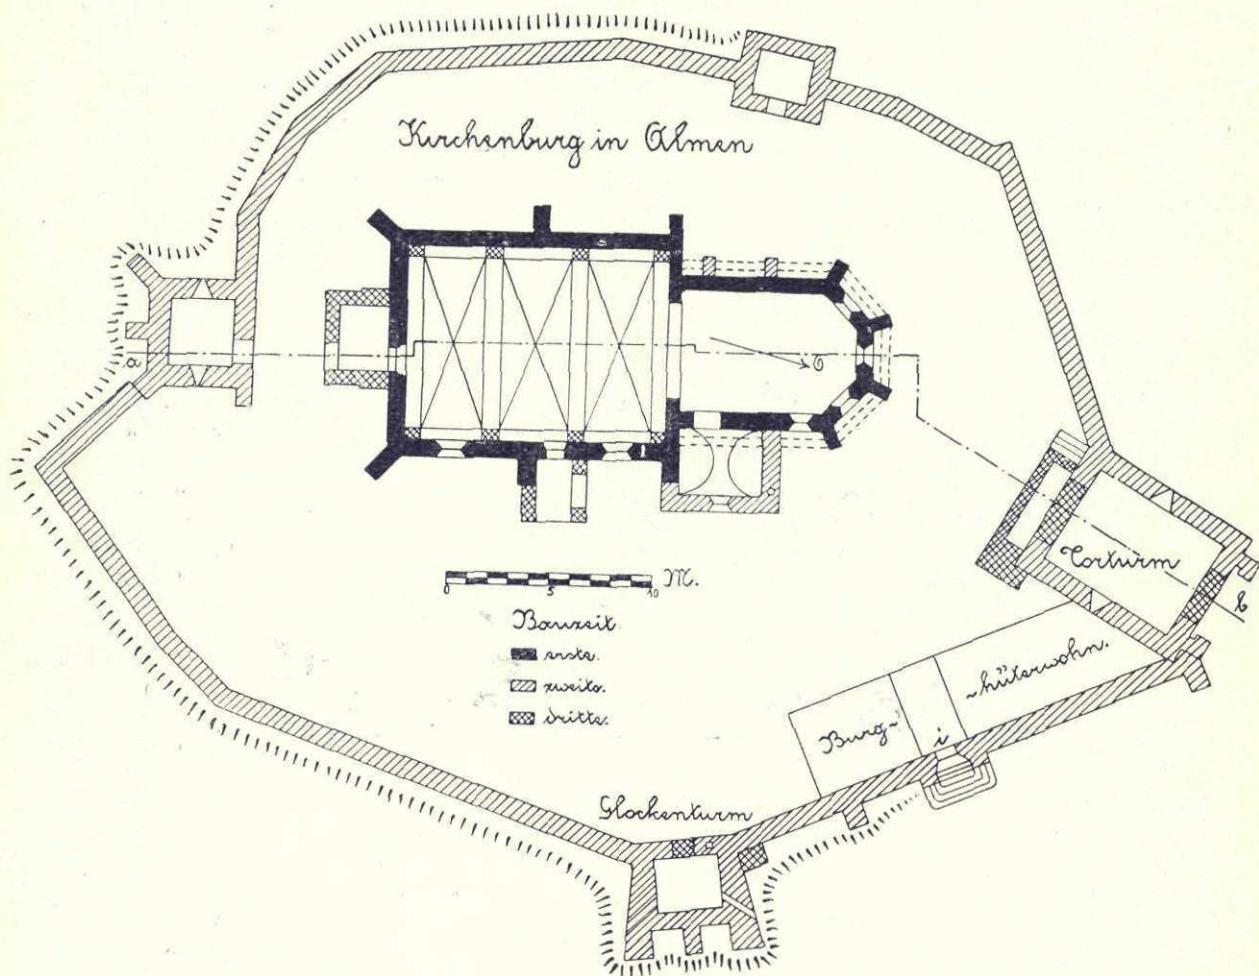 Kirchenburg in Almen
a
O
Torturm
b
0 5 10 M.
Bauzeit
erste.
zweite.
dritte.
Burg-
i
-hüterwohn.
Glockenturm